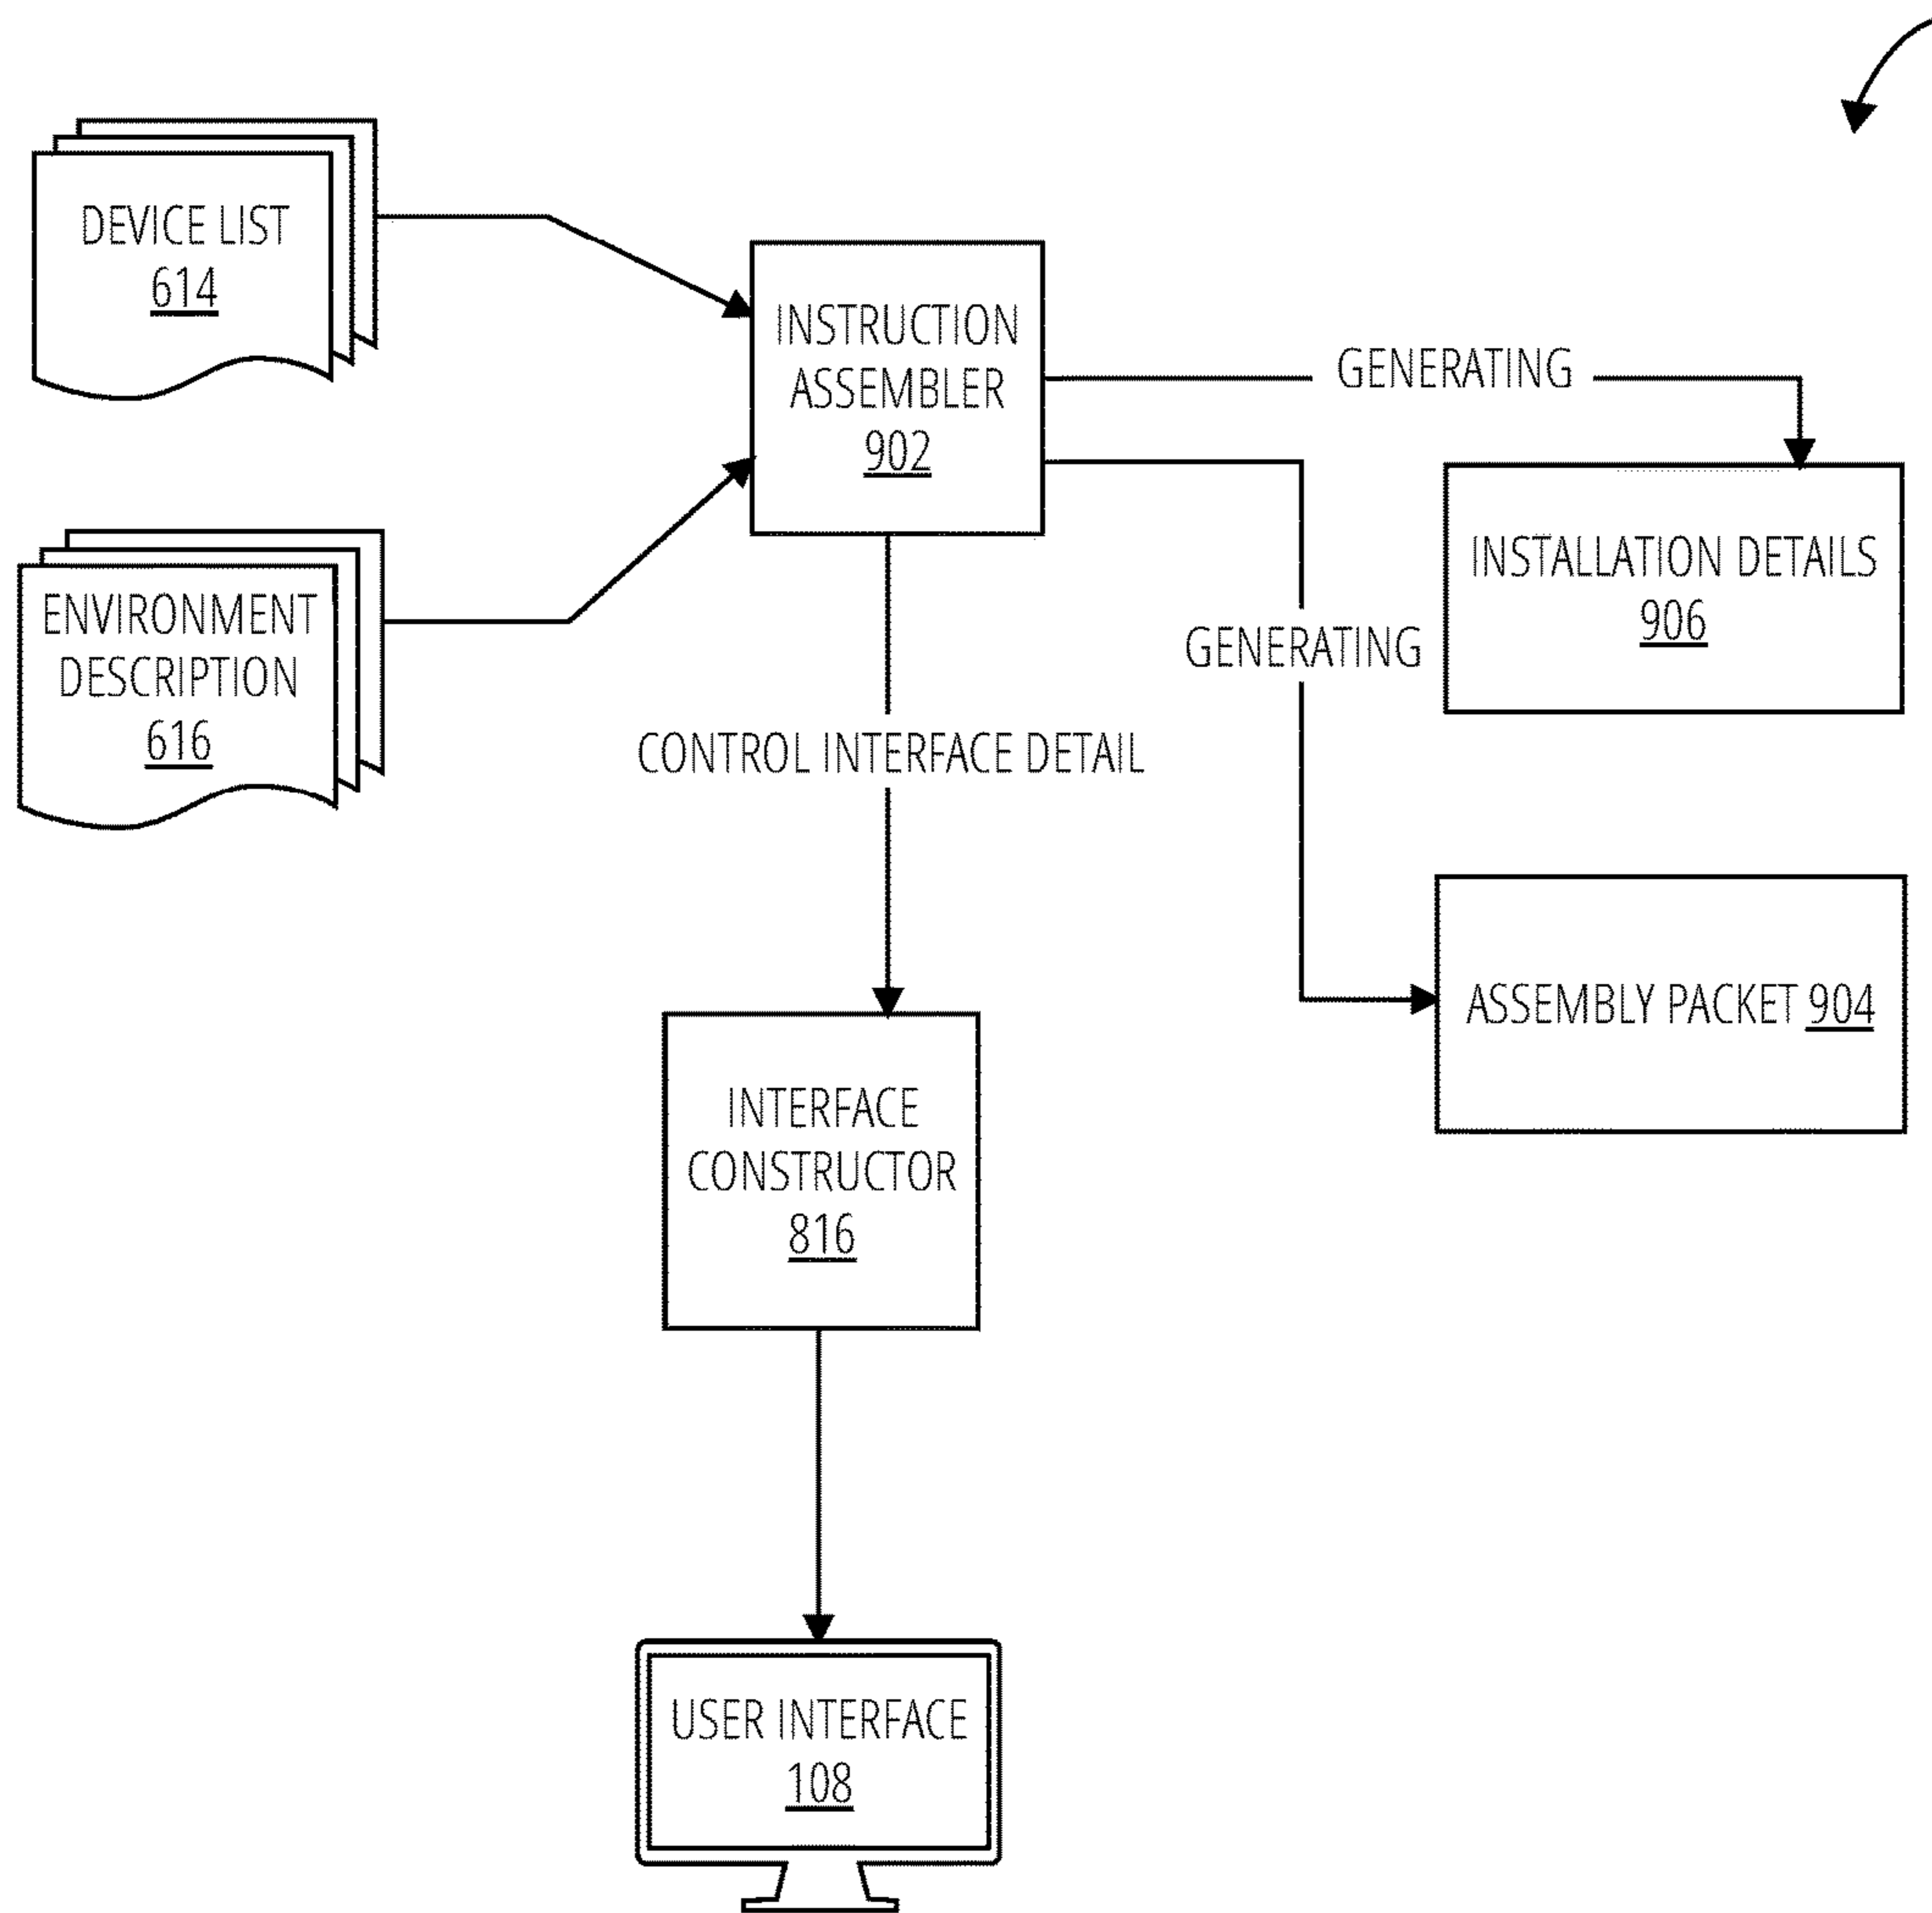 DEVICE LIST
614
INSTRUCTION
ASSEMBLER
902
GENERATING
INSTALLATION DETAILS
906
ENVIRONMENT
DESCRIPTION
616
GENERATING
CONTROL INTERFACE DETAIL
ASSEMBLY PACKET 904
INTERFACE
CONSTRUCTOR
816
USER INTERFACE
108